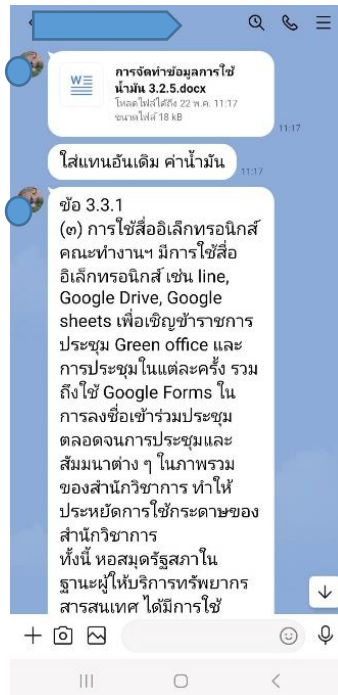 การจัดทำข้อมูลการใช้
น้ำมัน 3.2.5.docx
โหลดไฟล์ได้ถึง 22 พ.ค. 11:17
ขนาดไฟล์ 18 kB
11:17
ใส่แทนอันเดิม ค่าน้ำมัน
11:17
ข้อ 3.3.1
(๓) การใช้สื่ออิเล็กทรอนิกส์
คณะทำงานฯ มีการใช้สื่อ
อิเล็กทรอนิกส์ เช่น line,
Google Drive, Google
sheets เพื่อเชิญข้าราชการ
ประชุม Green office และ
การประชุมในแต่ละครั้ง รวม
ถึงใช้ Google Forms ใน
การลงชื่อเข้าร่วมประชุม
ตลอดจนการประชุมและ
สัมมนาต่าง ๆ ในภาพรวม
ของสำนักวิชาการ ทำให้
ประหยัดการใช้กระดาษของ
สำนักวิชาการ
ทั้งนี้ หอสมุดรัฐสภาใน
ฐานะผู้ให้บริการทรัพยากร
สารสนเทศ ได้มีการใช้